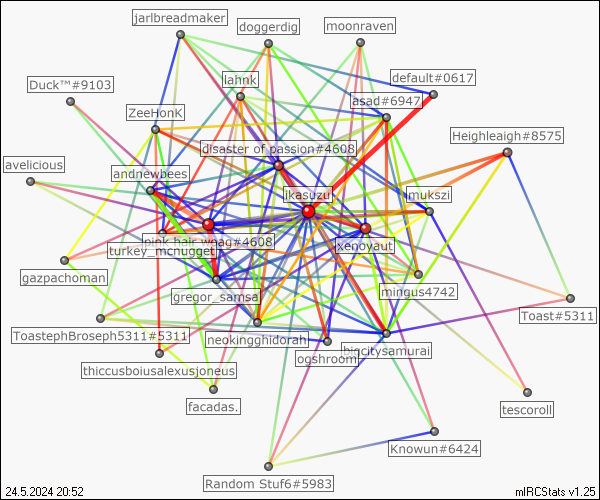 jarlbreadmaker
doggerdig
moonraven
default#0617
Duck™#9103
lahnk
asad#6947
ZeeHonK
Heighleaigh#8575
disaster of passion#4608
avelicious
andnewbees
ikasuzu
imukszi
pink hair wpag#4608
turkey_mcnugget
xenoyaut
gazpachoman
gregor_samsa
mingus4742
Toast#5311
ToastephBroseph5311#5311
neokingghidorah
bigcitysamurai
ogshroom
thiccusboiusalexusjoneus
facadas.
tescoroll
Knowun#6424
Random Stuf6#5983
24.5.2024 20:52
mIRCStats v1.25